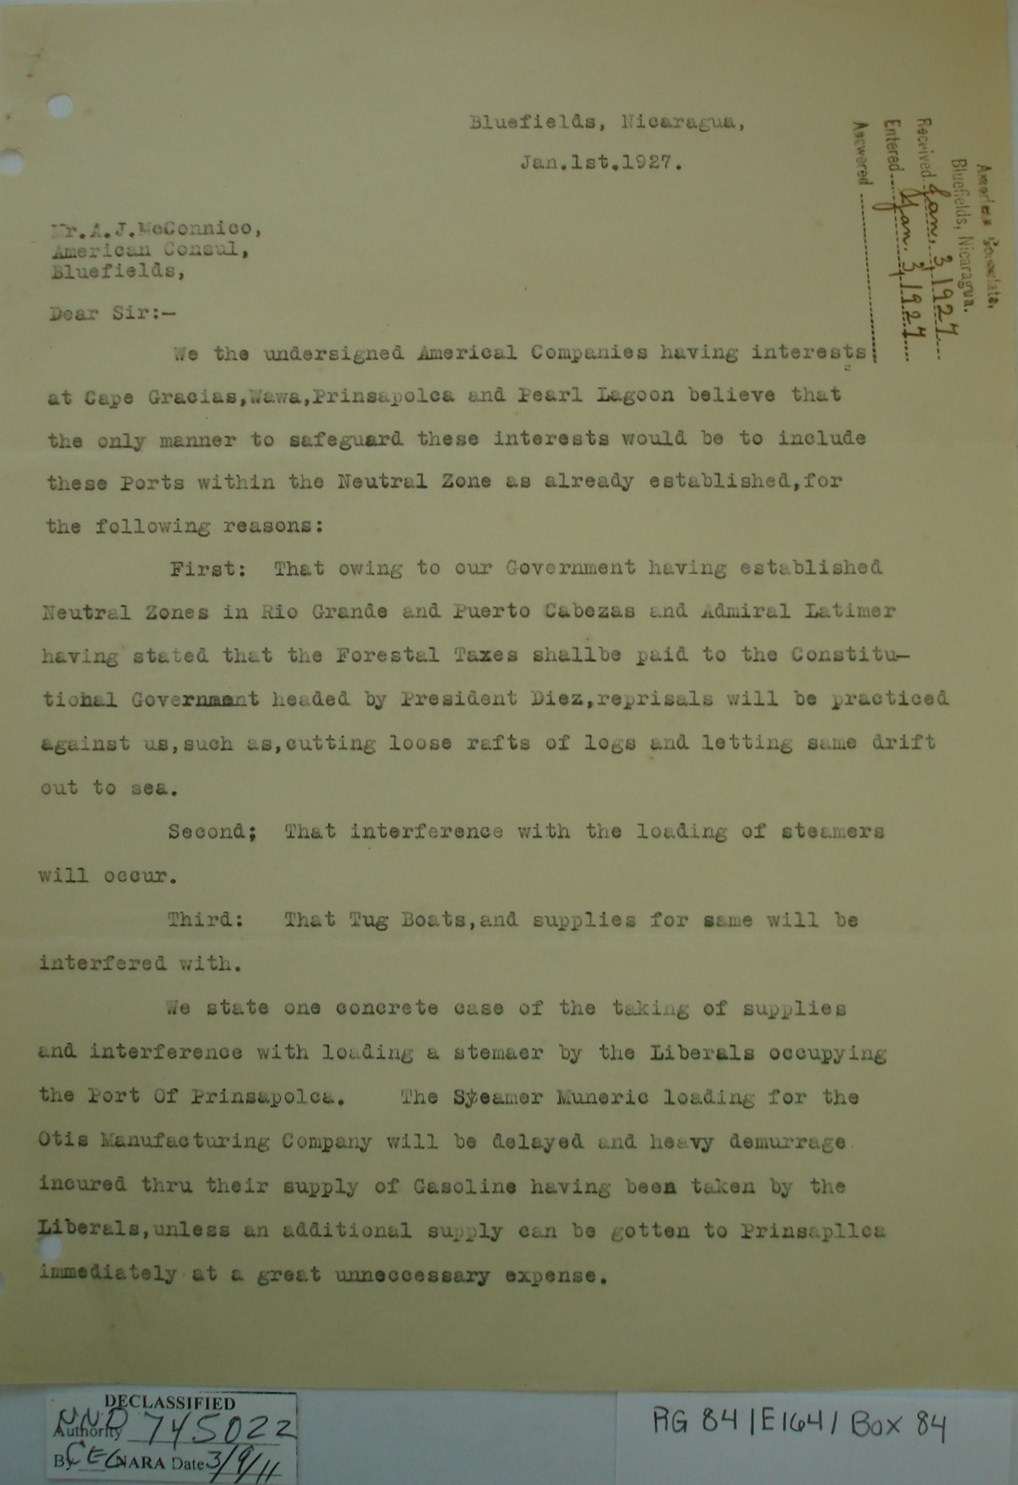 Bluefields, Nicaragua,
Jan.1st.1927.
American Consulate,
Bluefields, Nicaragua.
Received Jan. 3, 1927
Entered Jan. 3, 1927
Answered
Mr.A.J.McConnico,
American Consul,
Bluefields,
Dear Sir:-
We the undersigned Americal Companies having interests
at Cape Gracias,Wawa,Prinsapolca and Pearl Lagoon believe that
the only manner to safeguard these interests would be to include
these Ports within the Neutral Zone as already established,for
the following reasons:
First: That owing to our Government having established
Neutral Zones in Rio Grande and Puerto Cabezas and Admiral Latimer
having stated that the Forestal Taxes shallbe paid to the Constitu-
tional Government headed by President Diez,reprisals will be practiced
against us,such as,cutting loose rafts of logs and letting same drift
out to sea.
Second; That interference with the loading of steamers
will occur.
Third: That Tug Boats,and supplies for same will be
interfered with.
We state one concrete case of the taking of supplies
and interference with loading a stemaer by the Liberals occupying
the Port Of Prinsapolca. The Steamer Muneric loading for the
Otis Manufacturing Company will be delayed and heavy demurrage
incured thru their supply of Gasoline having been taken by the
Liberals,unless an additional supply can be gotten to Prinsapllca
immediately at a great unneccessary expense.
DECLASSIFIED
Authority NND 745022
By CEG NARA Date 3/9/11
RG 84/E164/Box 84